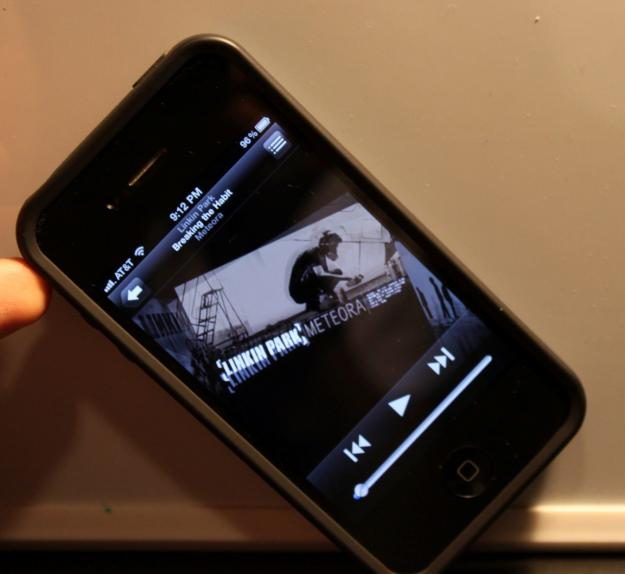 AT&T 9:12 PM 96%
Linkin Park
Breaking the Habit
Meteora
LINKIN PARK METEORA